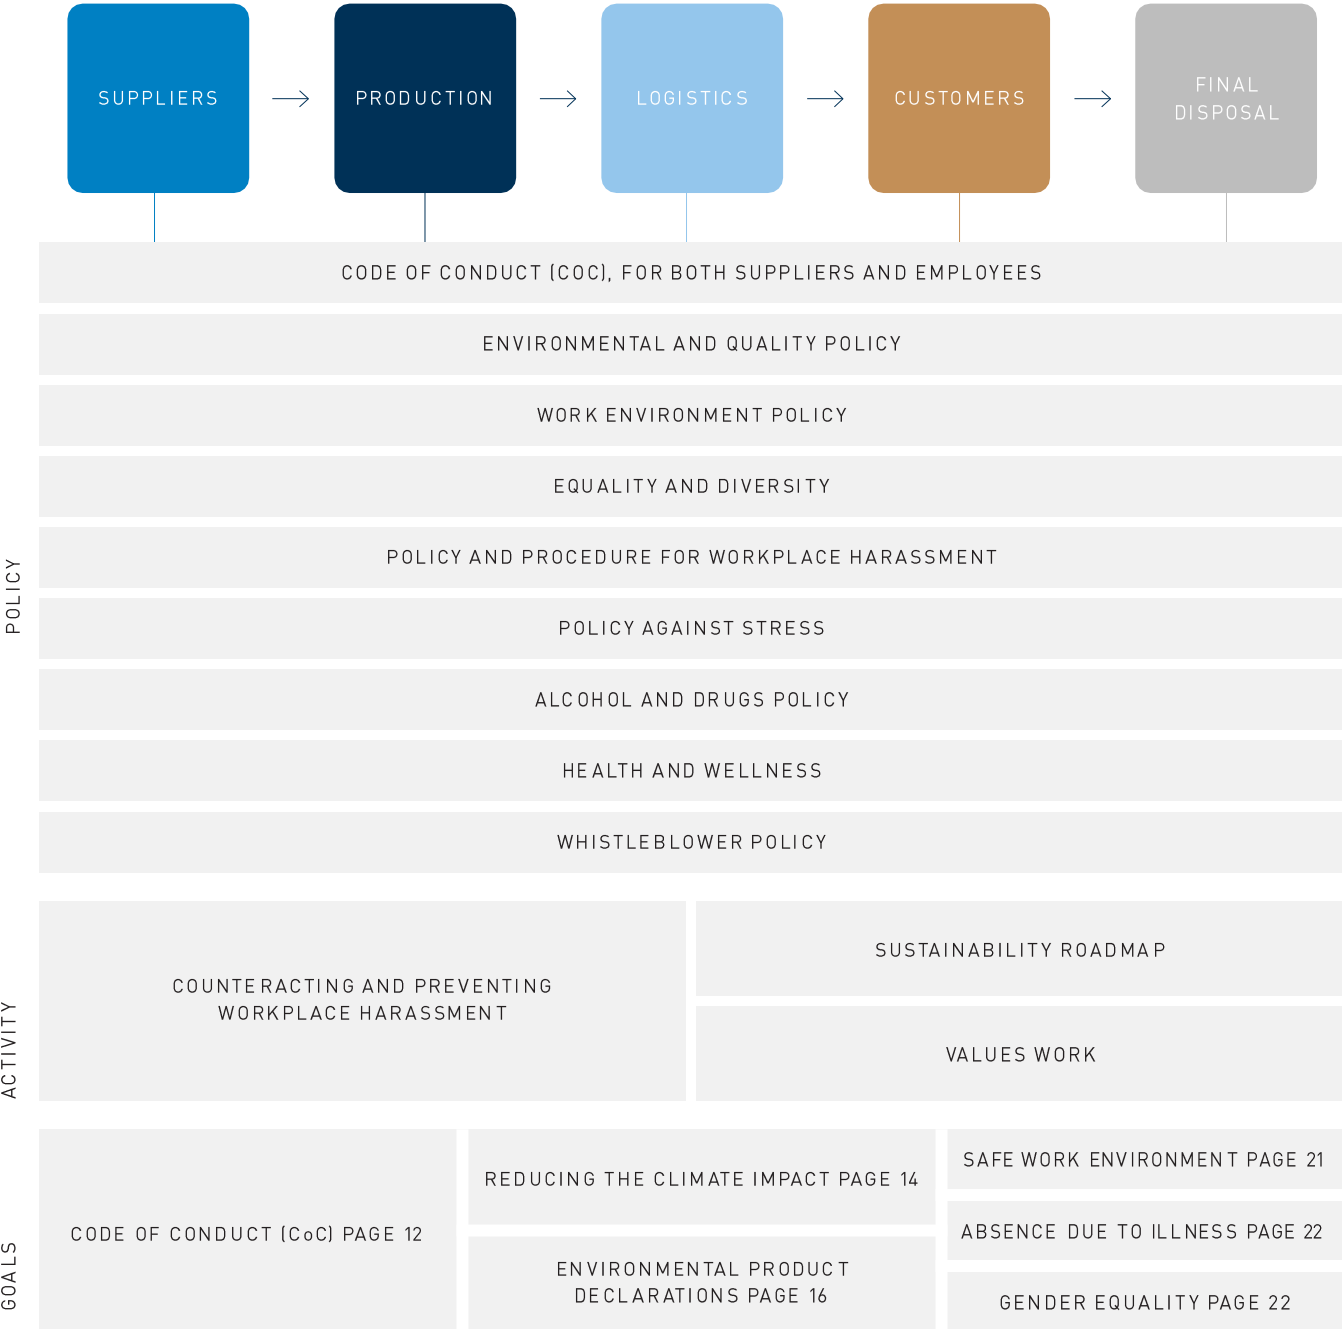 SUPPLIERS
PRODUCTION
LOGISTICS
CUSTOMERS
FINAL
DISPOSAL
POLICY
CODE OF CONDUCT (COC), FOR BOTH SUPPLIERS AND EMPLOYEES
ENVIRONMENTAL AND QUALITY POLICY
WORK ENVIRONMENT POLICY
EQUALITY AND DIVERSITY
POLICY AND PROCEDURE FOR WORKPLACE HARASSMENT
POLICY AGAINST STRESS
ALCOHOL AND DRUGS POLICY
HEALTH AND WELLNESS
WHISTLEBLOWER POLICY
ACTIVITY
COUNTERACTING AND PREVENTING
WORKPLACE HARASSMENT
SUSTAINABILITY ROADMAP
VALUES WORK
GOALS
CODE OF CONDUCT (CoC) PAGE 12
REDUCING THE CLIMATE IMPACT PAGE 14
ENVIRONMENTAL PRODUCT
DECLARATIONS PAGE 16
SAFE WORK ENVIRONMENT PAGE 21
ABSENCE DUE TO ILLNESS PAGE 22
GENDER EQUALITY PAGE 22